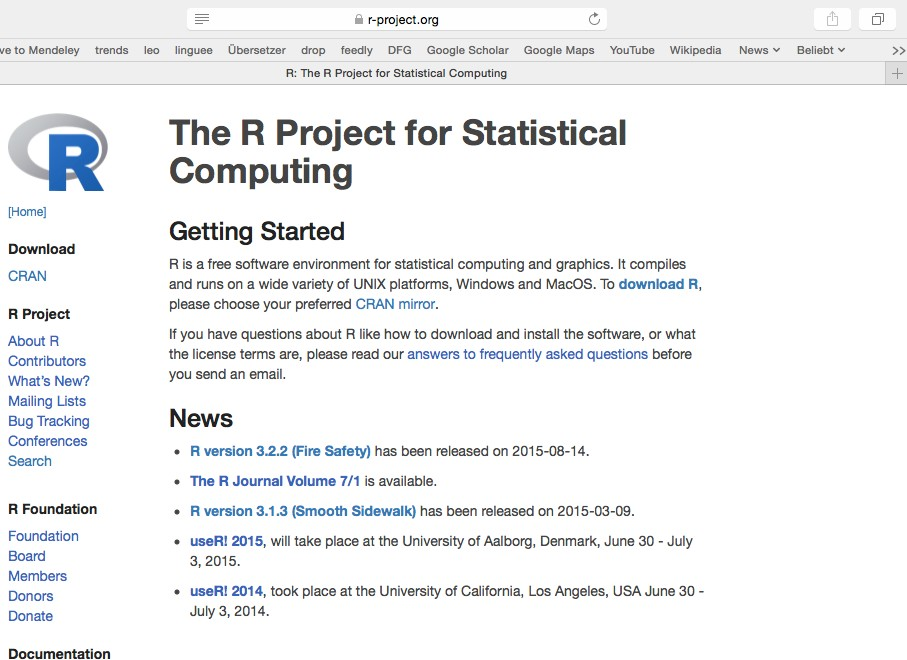 r-project.org
ve to Mendeley trends leo linguee Übersetzer drop feedly DFG Google Scholar Google Maps YouTube Wikipedia News Beliebt >>
R: The R Project for Statistical Computing
R
[Home]
Download
CRAN
R Project
About R
Contributors
What's New?
Mailing Lists
Bug Tracking
Conferences
Search
R Foundation
Foundation
Board
Members
Donors
Donate
Documentation
The R Project for Statistical
Computing
Getting Started
R is a free software environment for statistical computing and graphics. It compiles
and runs on a wide variety of UNIX platforms, Windows and MacOS. To download R,
please choose your preferred CRAN mirror.
If you have questions about R like how to download and install the software, or what
the license terms are, please read our answers to frequently asked questions before
you send an email.
News
• R version 3.2.2 (Fire Safety) has been released on 2015-08-14.
• The R Journal Volume 7/1 is available.
• R version 3.1.3 (Smooth Sidewalk) has been released on 2015-03-09.
• useR! 2015, will take place at the University of Aalborg, Denmark, June 30 - July
3, 2015.
• useR! 2014, took place at the University of California, Los Angeles, USA June 30 -
July 3, 2014.